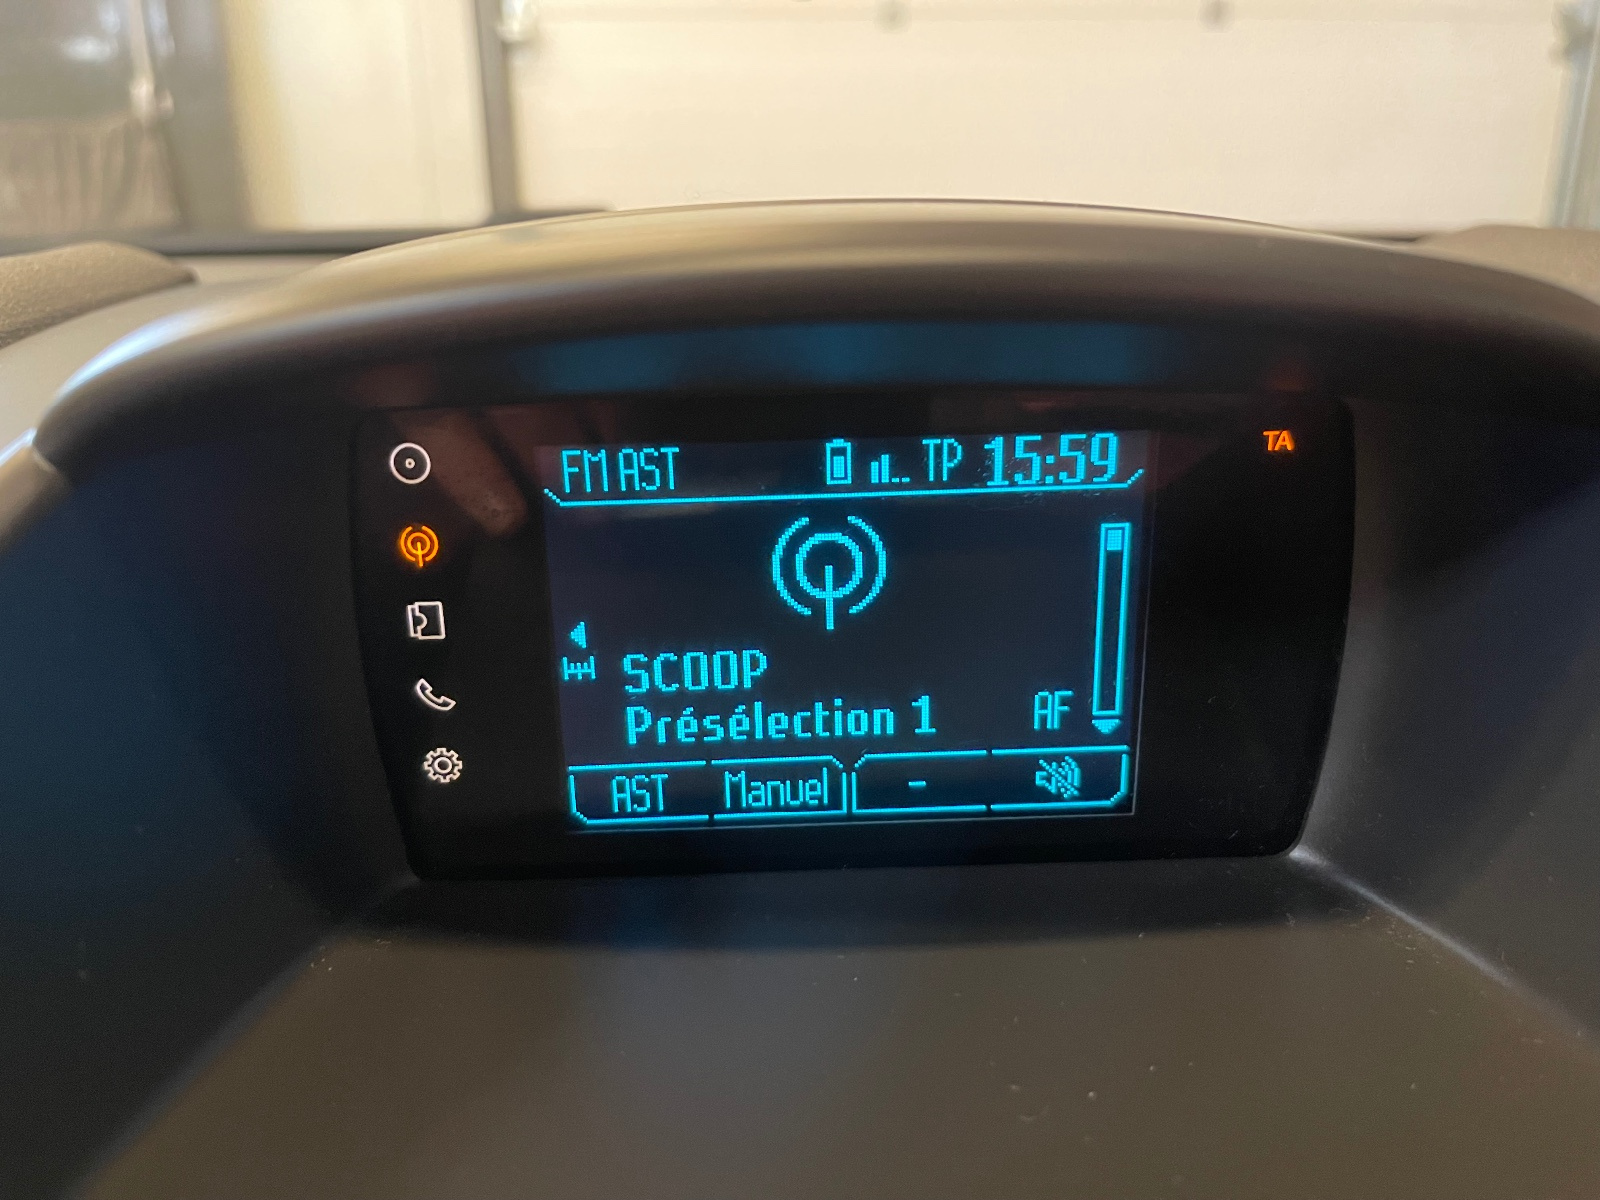 FM AST TP 15:59
TA
SCOOP
Présélection 1 AF
AST Manuel -